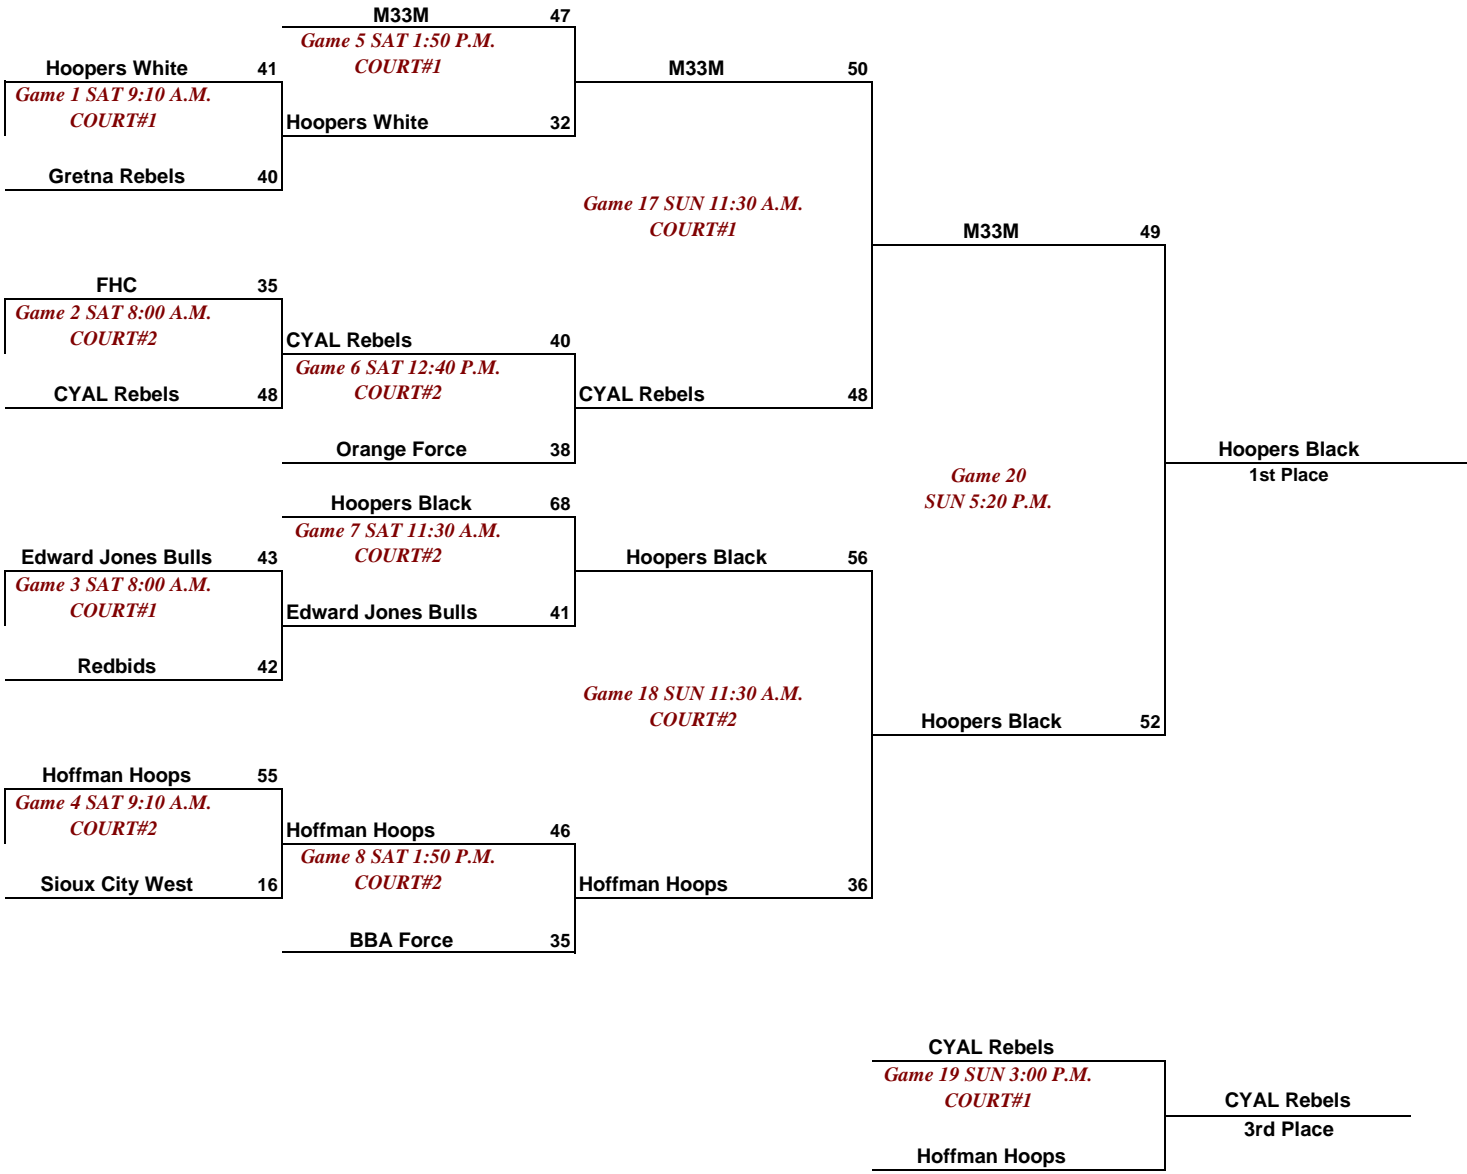 M33M 47
Game 5 SAT 1:50 P.M.
COURT#1
Hoopers White 41
M33M 50
Game 1 SAT 9:10 A.M.
COURT#1
Hoopers White 32
Gretna Rebels 40
Game 17 SUN 11:30 A.M.
COURT#1
M33M 49
FHC 35
Game 2 SAT 8:00 A.M.
COURT#2
CYAL Rebels 40
Game 6 SAT 12:40 P.M.
COURT#2
CYAL Rebels 48
CYAL Rebels 48
Orange Force 38
Hoopers Black
1st Place
Game 20
SUN 5:20 P.M.
Hoopers Black 68
Game 7 SAT 11:30 A.M.
COURT#2
Edward Jones Bulls 43
Hoopers Black 56
Game 3 SAT 8:00 A.M.
COURT#1
Edward Jones Bulls 41
Redbids 42
Game 18 SUN 11:30 A.M.
COURT#2
Hoopers Black 52
Hoffman Hoops 55
Game 4 SAT 9:10 A.M.
COURT#2
Hoffman Hoops 46
Game 8 SAT 1:50 P.M.
COURT#2
Sioux City West 16
Hoffman Hoops 36
BBA Force 35
CYAL Rebels
Game 19 SUN 3:00 P.M.
COURT#1
CYAL Rebels
3rd Place
Hoffman Hoops